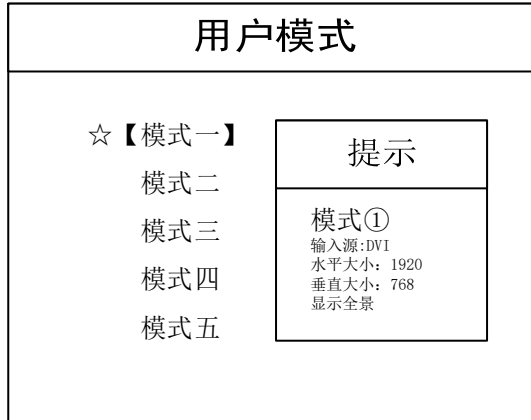 用户模式
☆【模式一】
模式二
模式三
模式四
模式五
提示
模式①
输入源:DVI
水平大小：1920
垂直大小：768
显示全景